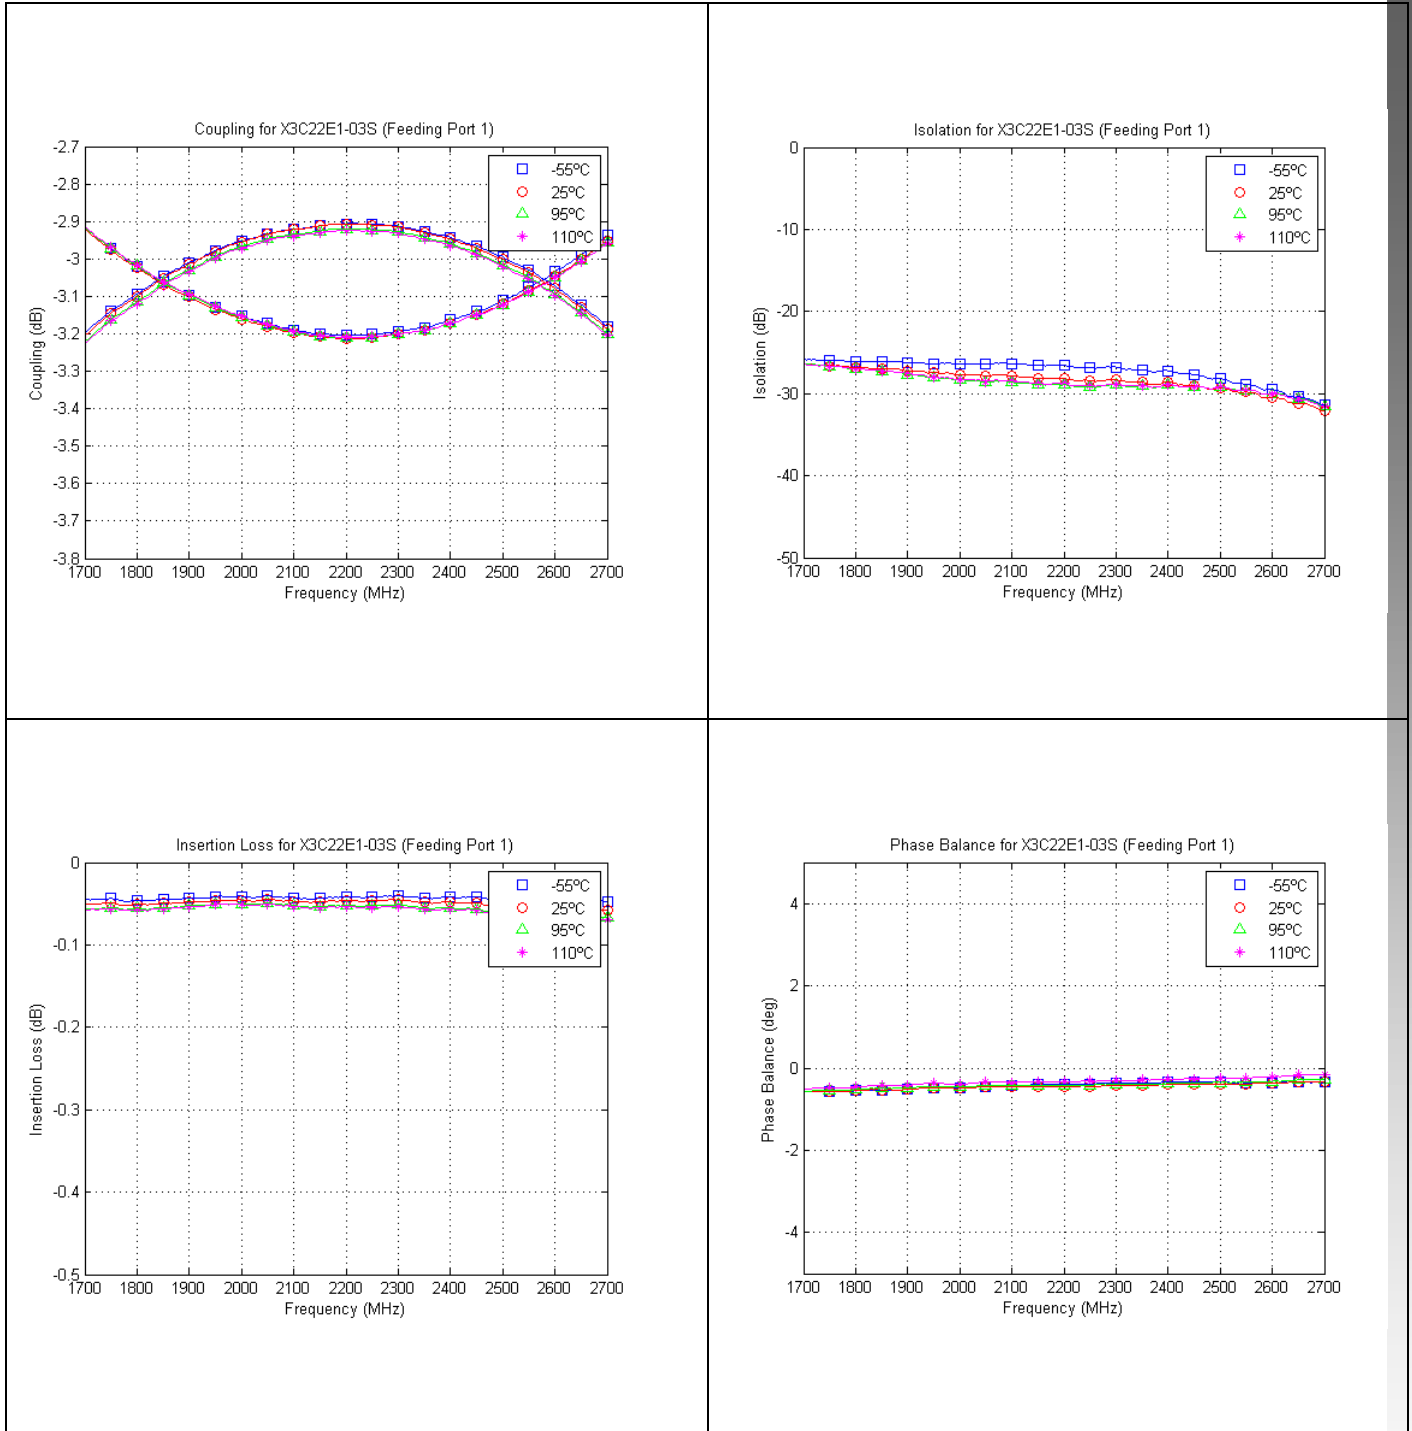 Coupling for X3C22E1-03S (Feeding Port 1)
-2.7
-2.8
-2.9
-3
-3.1
-3.2
-3.3
-3.4
-3.5
-3.6
-3.7
-3.8
Coupling (dB)
-55ºC
25ºC
95ºC
110ºC
1700 1800 1900 2000 2100 2200 2300 2400 2500 2600 2700
Frequency (MHz)
Isolation for X3C22E1-03S (Feeding Port 1)
0
-10
-20
-30
-40
-50
Isolation (dB)
-55ºC
25ºC
95ºC
110ºC
1700 1800 1900 2000 2100 2200 2300 2400 2500 2600 2700
Frequency (MHz)
Insertion Loss for X3C22E1-03S (Feeding Port 1)
0
-0.1
-0.2
-0.3
-0.4
-0.5
Insertion Loss (dB)
-55ºC
25ºC
95ºC
110ºC
1700 1800 1900 2000 2100 2200 2300 2400 2500 2600 2700
Frequency (MHz)
Phase Balance for X3C22E1-03S (Feeding Port 1)
4
2
0
-2
-4
Phase Balance (deg)
-55ºC
25ºC
95ºC
110ºC
1700 1800 1900 2000 2100 2200 2300 2400 2500 2600 2700
Frequency (MHz)